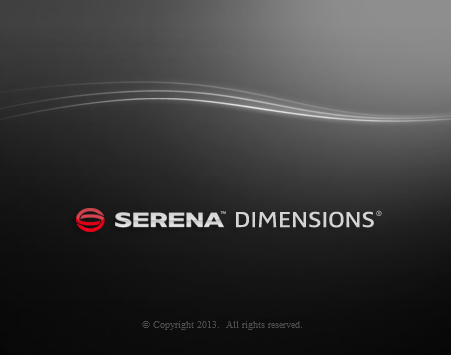 SERENA™ DIMENSIONS®
© Copyright 2013. All rights reserved.